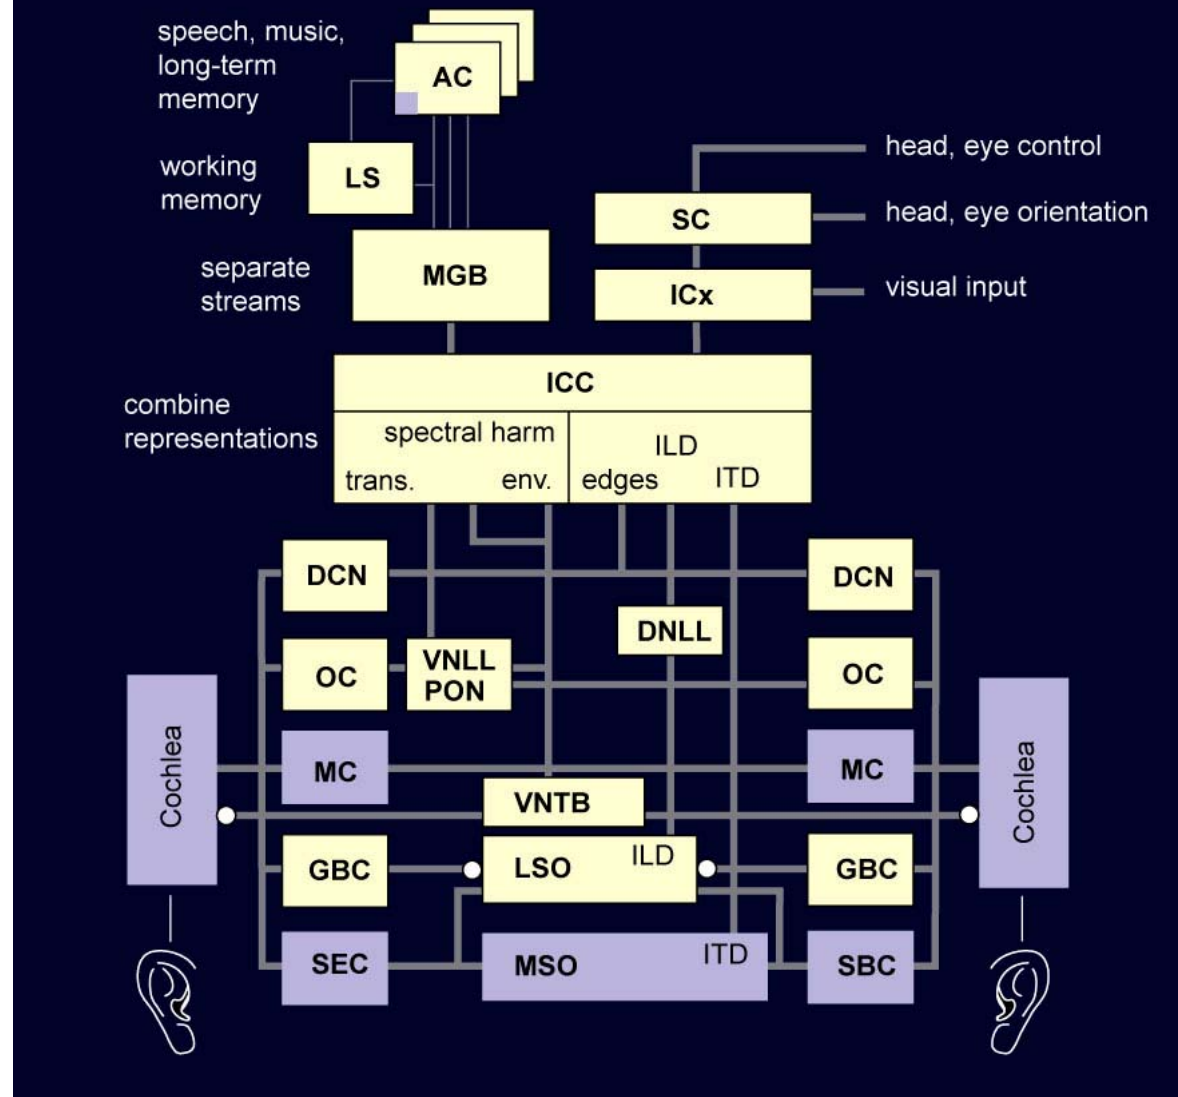 speech, music,
long-term
memory
AC
working
memory
LS
head, eye control
SC
head, eye orientation
separate
streams
MGB
ICx
visual input
ICC
combine
representations
spectral harm
trans.
env.
ILD
edges
ITD
DCN
DCN
DNLL
OC
VNLL
PON
OC
Cochlea
MC
MC
Cochlea
VNTB
GBC
LSO
ILD
GBC
SEC
MSO
ITD
SBC